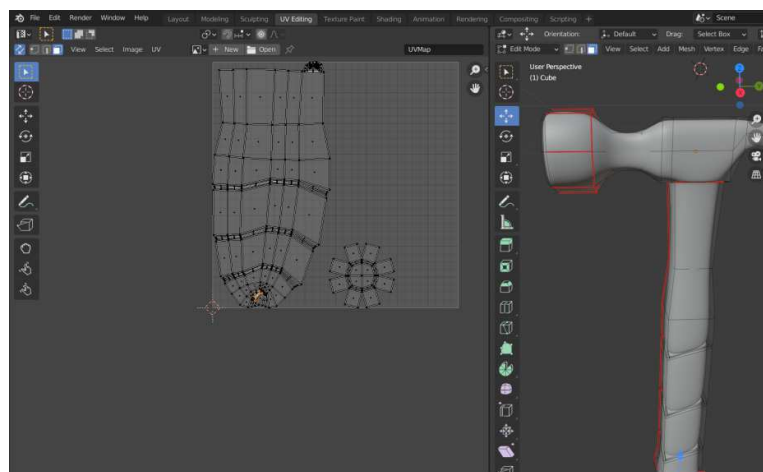 File Edit Render Window Help Layout Modeling Sculpting UV Editing Texture Paint Shading Animation Rendering Compositing Scripting + Scene
Orientation: Default Drag: Select Box
View Select Image UV + New Open UVMap Edit Mode View Select Add Mesh Vertex Edge
User Perspective
(1) Cube